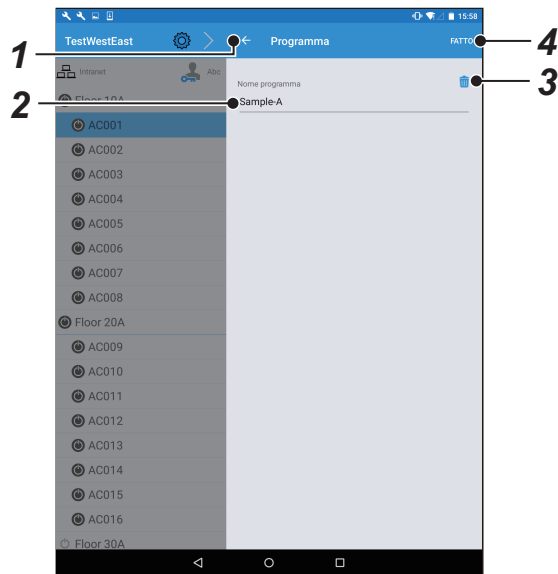 15:58
TestWestEast
Programma
FATTO
1
4
Intranet
Abc
Nome programma
3
Floor 10A
Sample-A
2
AC001
AC002
AC003
AC004
AC005
AC006
AC007
AC008
Floor 20A
AC009
AC010
AC011
AC012
AC013
AC014
AC015
AC016
Floor 30A